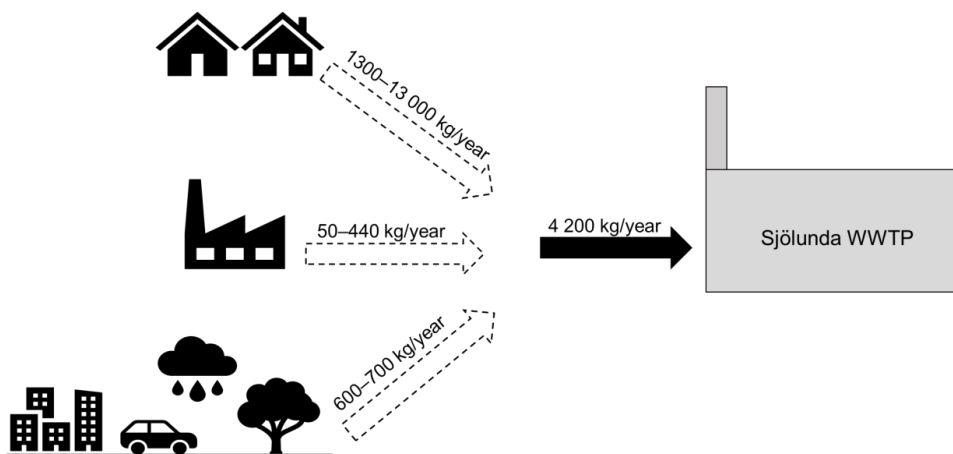 1300–13 000 kg/year
50–440 kg/year
4 200 kg/year
Sjölunda WWTP
600–700 kg/year